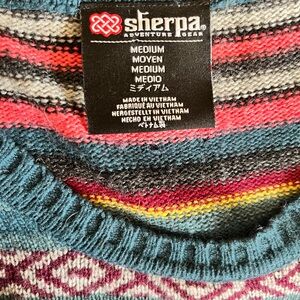 sherpa®
ADVENTURE GEAR
MEDIUM
MOYEN
MEDIUM
MEDIO
ミディアム
MADE IN VIETNAM
FABRIQUÉ AU VIETNAM
HERGESTELLT IN VIETNAM
HECHO EN VIETNAM
ベトナム製